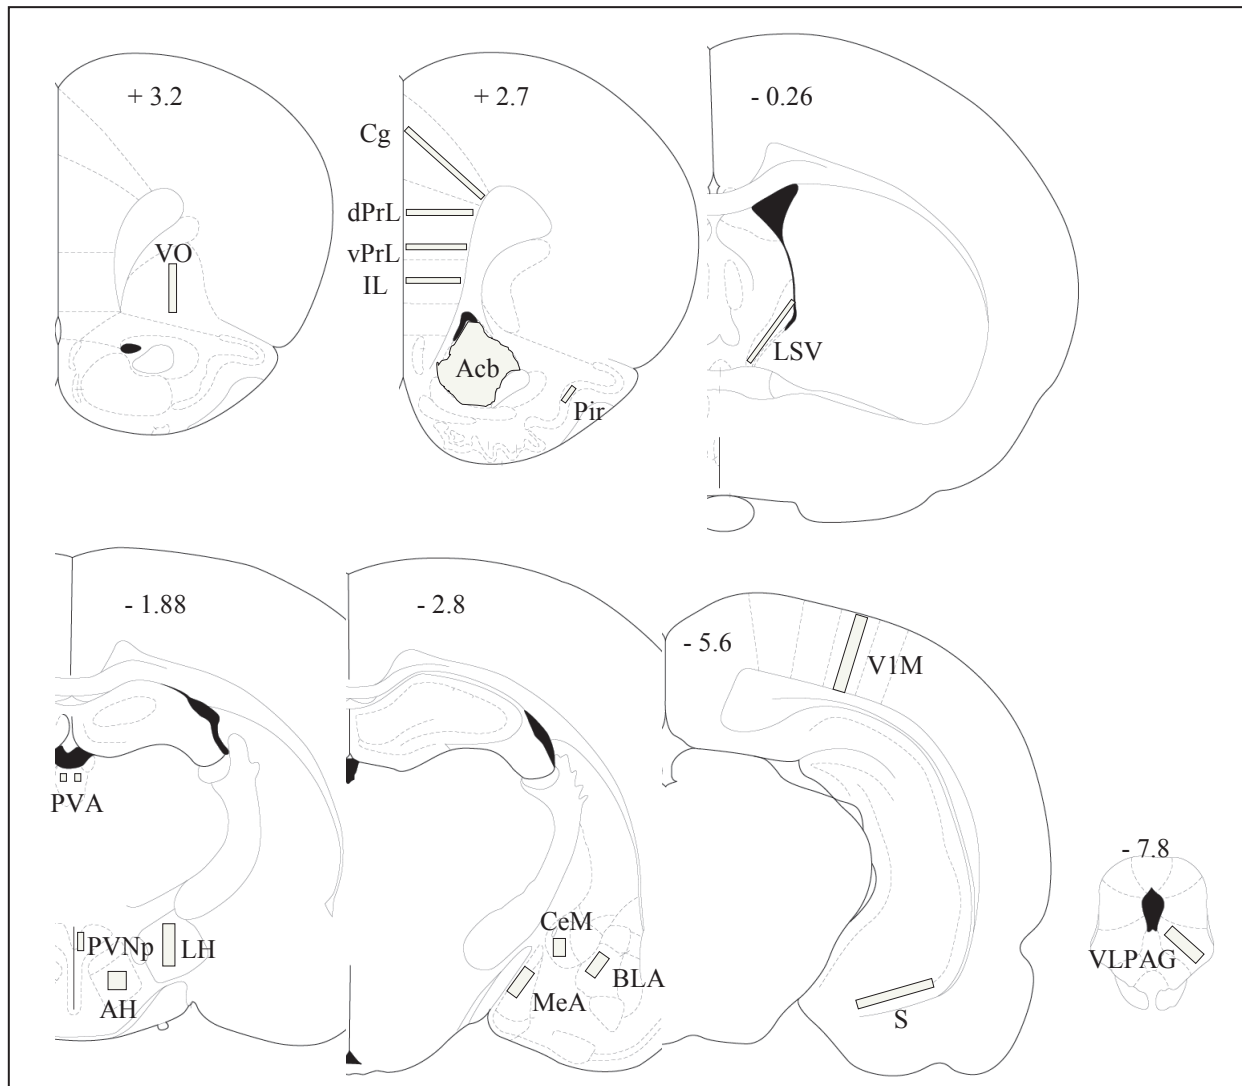 + 3.2
VO
+ 2.7
Cg
dPrL
vPrL
IL
Acb
Pir
- 0.26
LSV
- 1.88
PVA
PVNp
LH
AH
- 2.8
CeM
BLA
MeA
- 5.6
V1M
S
- 7.8
VLPAG